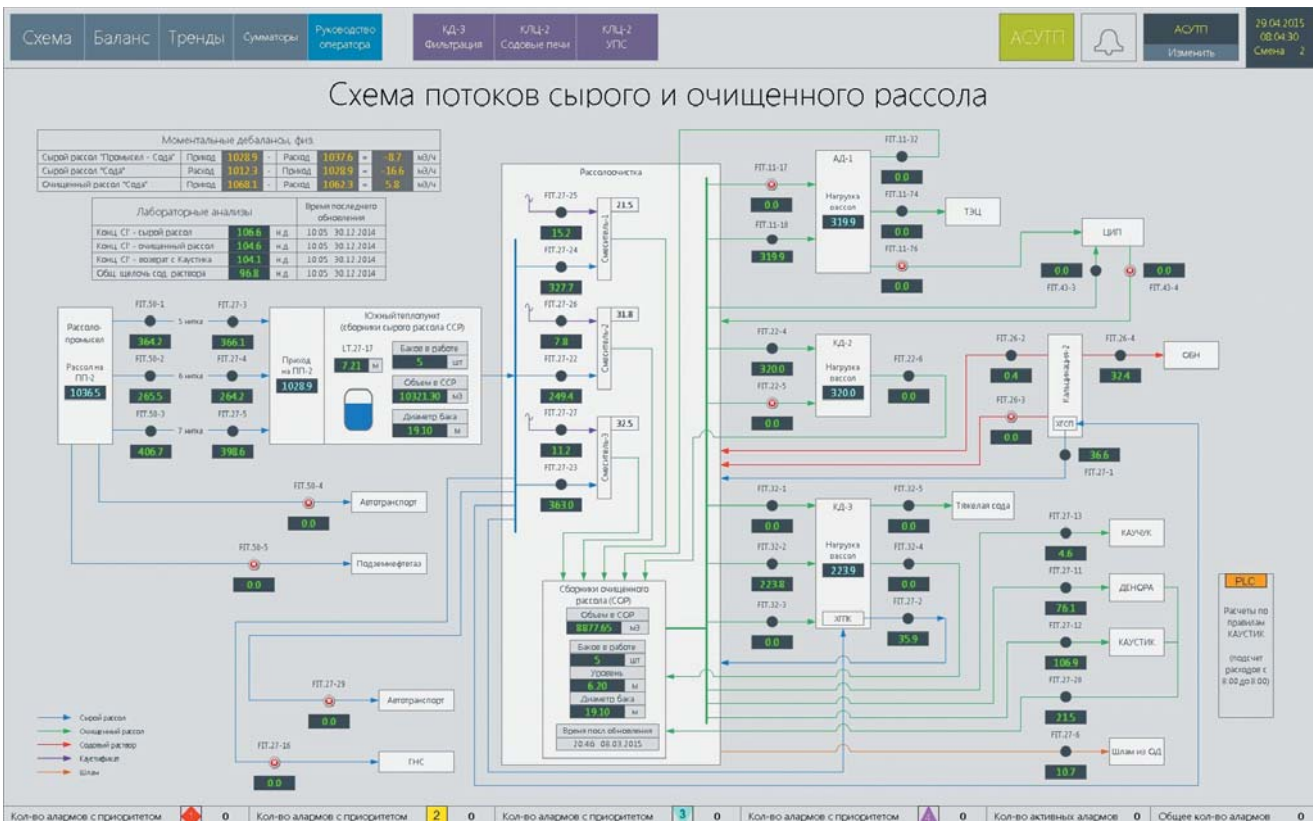 Схема
Баланс
Тренды
Сумматоры
Руководство
оператора
КД-3
Фильтрация
КЛЦ-2
Содовые печи
КЛЦ-2
УПС
АСУТП
АСУТП
Изменить
29.04.2015
08:04:30
Смена 2
Схема потоков сырого и очищенного рассола
Моментальные дебалансы, физ.
Сырой рассол "Промысел - Сода" Приход 1028.9 - Расход 1037.6 = -8.7 м3/ч
Сырой рассол "Сода" Расход 1012.3 - Приход 1028.9 = -16.6 м3/ч
Очищенный рассол "Сода" Приход 1068.1 - Расход 1062.3 = 5.8 м3/ч
Лабораторные анализы
Время последнего
обновления
Конц. СГ - сырой рассол 106.6 н.д. 10:05 30.12.2014
Конц. СГ - очищенный рассол 104.6 н.д. 10:05 30.12.2014
Конц. СГ - возврат с Каустика 104.1 н.д. 10:05 30.12.2014
Общ. щелочь сод. раствора 96.8 н.д. 10:05 30.12.2014
Рассоло-
промысел
Рассол на
ПП-2
1036.5
FIT.50-1
364.2
5 нитка
FIT.27-3
366.1
FIT.50-2
265.5
6 нитка
FIT.27-4
264.2
FIT.50-3
406.7
7 нитка
FIT.27-5
398.6
Приход
на ПП-2
1028.9
Южный теплопункт
(сборники сырого рассола ССР)
LT.27-17
7.21 м
Баков в работе
5 шт
Объем в ССР
10321.30 м3
Диаметр бака
19.10 м
FIT.50-4
0.0
Автотранспорт
FIT.50-5
0.0
Подземнефтегаз
FIT.27-29
0.0
Автотранспорт
FIT.27-16
0.0
ГНС
Сырой рассол
Очищенный рассол
Содовый раствор
Каустификат
Шлам
Рассолоочистка
FIT.27-25
15.2
21.5
Смеситель-1
FIT.27-24
327.7
FIT.27-26
7.8
31.8
Смеситель-2
FIT.27-22
249.4
FIT.27-27
11.2
32.5
Смеситель-3
FIT.27-23
363.0
Сборники очищенного
рассола (СОР)
Объем в СОР
8877.65 м3
Баков в работе
5 шт
Уровень
6.20 м
Диаметр бака
19.10 м
Время посл. обновления
20:46 08.03.2015
FIT.11-17
0.0
FIT.11-18
319.9
АД-1
Нагрузка
рассол
319.9
FIT.11-32
0.0
FIT.11-74
0.0
ТЭЦ
FIT.11-76
0.0
ЦИП
0.0
FIT.43-3
0.0
FIT.43-4
FIT.22-4
320.0
FIT.22-5
0.0
КД-2
Нагрузка
рассол
320.0
FIT.22-6
0.0
FIT.26-2
0.4
FIT.26-3
0.0
Кальцинация-2
ХГСП
FIT.26-4
32.4
ОБН
36.6
FIT.27-1
FIT.32-1
0.0
FIT.32-2
223.8
FIT.32-3
0.0
КД-3
Нагрузка
рассол
223.9
ХГПК
FIT.32-5
0.0
Тяжелая сода
FIT.32-4
0.0
FIT.27-2
35.9
FIT.27-13
4.6
КАУЧУК
FIT.27-11
76.1
ДЕНОРА
FIT.27-12
106.9
КАУСТИК
FIT.27-28
21.5
FIT.27-6
10.7
PLC
Расчеты по
правилам
КАУСТИК
(подсчет
расходов с
8:00 до 8:00)
Кол-во алармов с приоритетом 0
Кол-во алармов с приоритетом 2 0
Кол-во алармов с приоритетом 3 0
Кол-во алармов с приоритетом 0
Кол-во активных алармов 0
Общее кол-во алармов 0